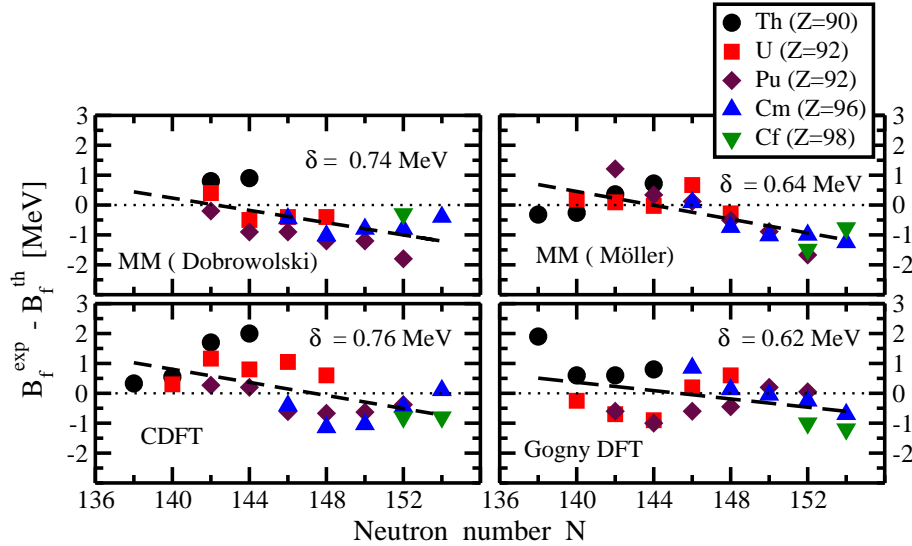 Th (Z=90)
U (Z=92)
Pu (Z=92)
Cm (Z=96)
Cf (Z=98)
3
2
1
0
-1
-2
δ = 0.74 MeV
MM ( Dobrowolski)
δ = 0.64 MeV
MM ( Möller)
3
2
1
0
-1
-2
B_f^exp - B_f^th [MeV]
3
2
1
0
-1
-2
δ = 0.76 MeV
CDFT
δ = 0.62 MeV
Gogny DFT
3
2
1
0
-1
-2
136 140 144 148 152 136 140 144 148 152
Neutron number N